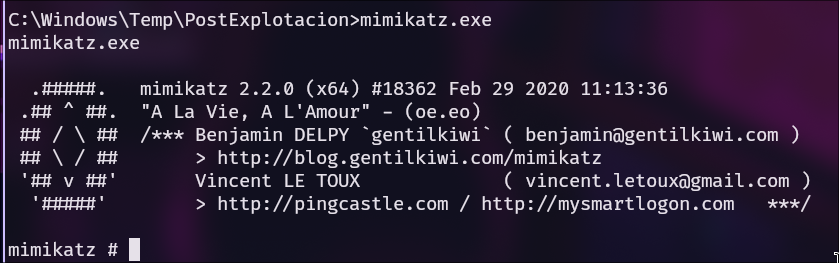 C:\Windows\Temp\PostExplotacion>mimikatz.exe
mimikatz.exe
.#####.   mimikatz 2.2.0 (x64) #18362 Feb 29 2020 11:13:36
.## ^ ##.  "A La Vie, A L'Amour" - (oe.eo)
## / \ ##  /*** Benjamin DELPY `gentilkiwi` ( benjamin@gentilkiwi.com )
## \ / ##       > http://blog.gentilkiwi.com/mimikatz
'## v ##'       Vincent LE TOUX             ( vincent.letoux@gmail.com )
'#####'        > http://pingcastle.com / http://mysmartlogon.com   ***/
mimikatz #